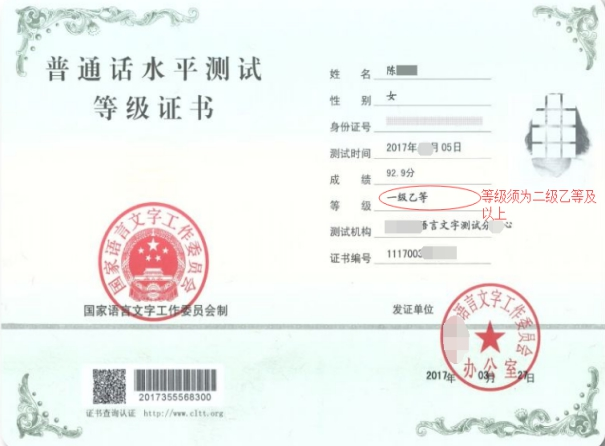 普通话水平测试
等级证书
国家语言文字工作委员会
国家语言文字工作委员会制
2017355568300
证书查询认证 http://www.cltt.org
姓 名 陈
性 别 女
身份证号
测试时间 2017年 月05日
成 绩 92.9分
等 级 一级乙等
等级须为二级乙等及
以上
测试机构 语言文字测试分 心
证书编号 1117003
发证单位
语言文字工作委员会
办公室
2017年 03月 27日